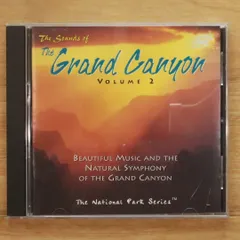 The Sounds of
The Grand Canyon
VOLUME 2
BEAUTIFUL MUSIC AND THE
NATURAL SYMPHONY
OF THE GRAND CANYON
The National Park Series™